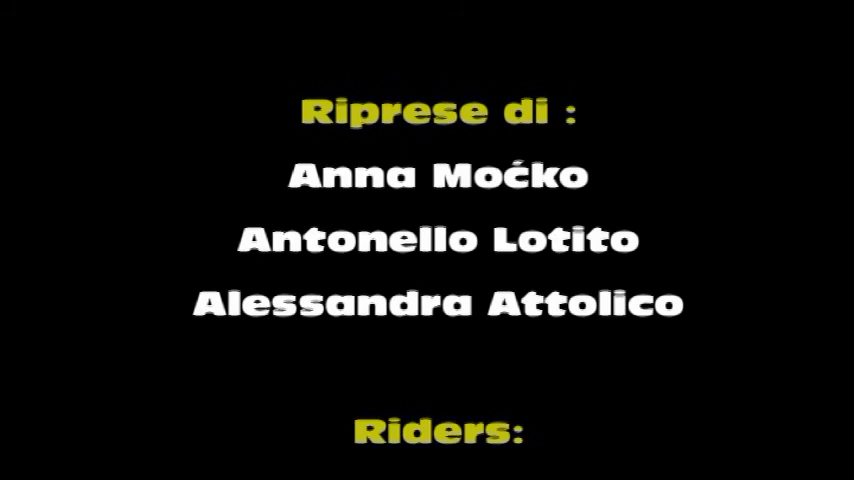 Riprese di :
Anna Moćko
Antonello Lotito
Alessandra Attolico
Riders: